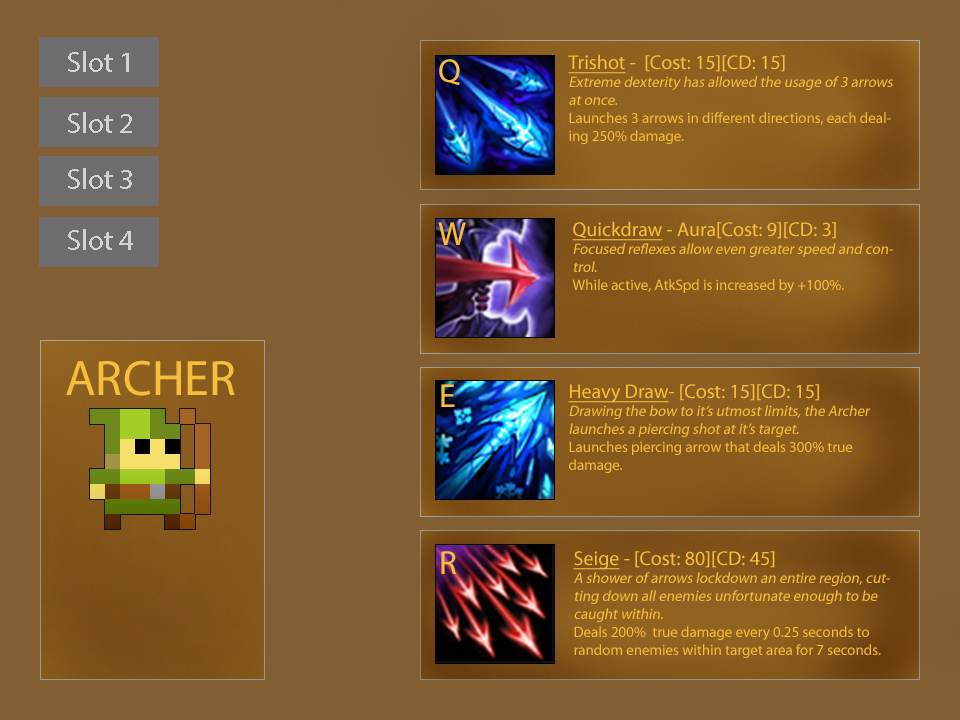 Slot 1
Slot 2
Slot 3
Slot 4
ARCHER
Q
Trishot -  [Cost: 15][CD: 15]
Extreme dexterity has allowed the usage of 3 arrows
at once.
Launches 3 arrows in different directions, each deal-
ing 250% damage.
W
Quickdraw - Aura[Cost: 9][CD: 3]
Focused reflexes allow even greater speed and con-
trol.
While active, AtkSpd is increased by +100%.
E
Heavy Draw- [Cost: 15][CD: 15]
Drawing the bow to it's utmost limits, the Archer
launches a piercing shot at it's target.
Launches piercing arrow that deals 300% true
damage.
R
Seige - [Cost: 80][CD: 45]
A shower of arrows lockdown an entire region, cut-
ting down all enemies unfortunate enough to be
caught within.
Deals 200%  true damage every 0.25 seconds to
random enemies within target area for 7 seconds.